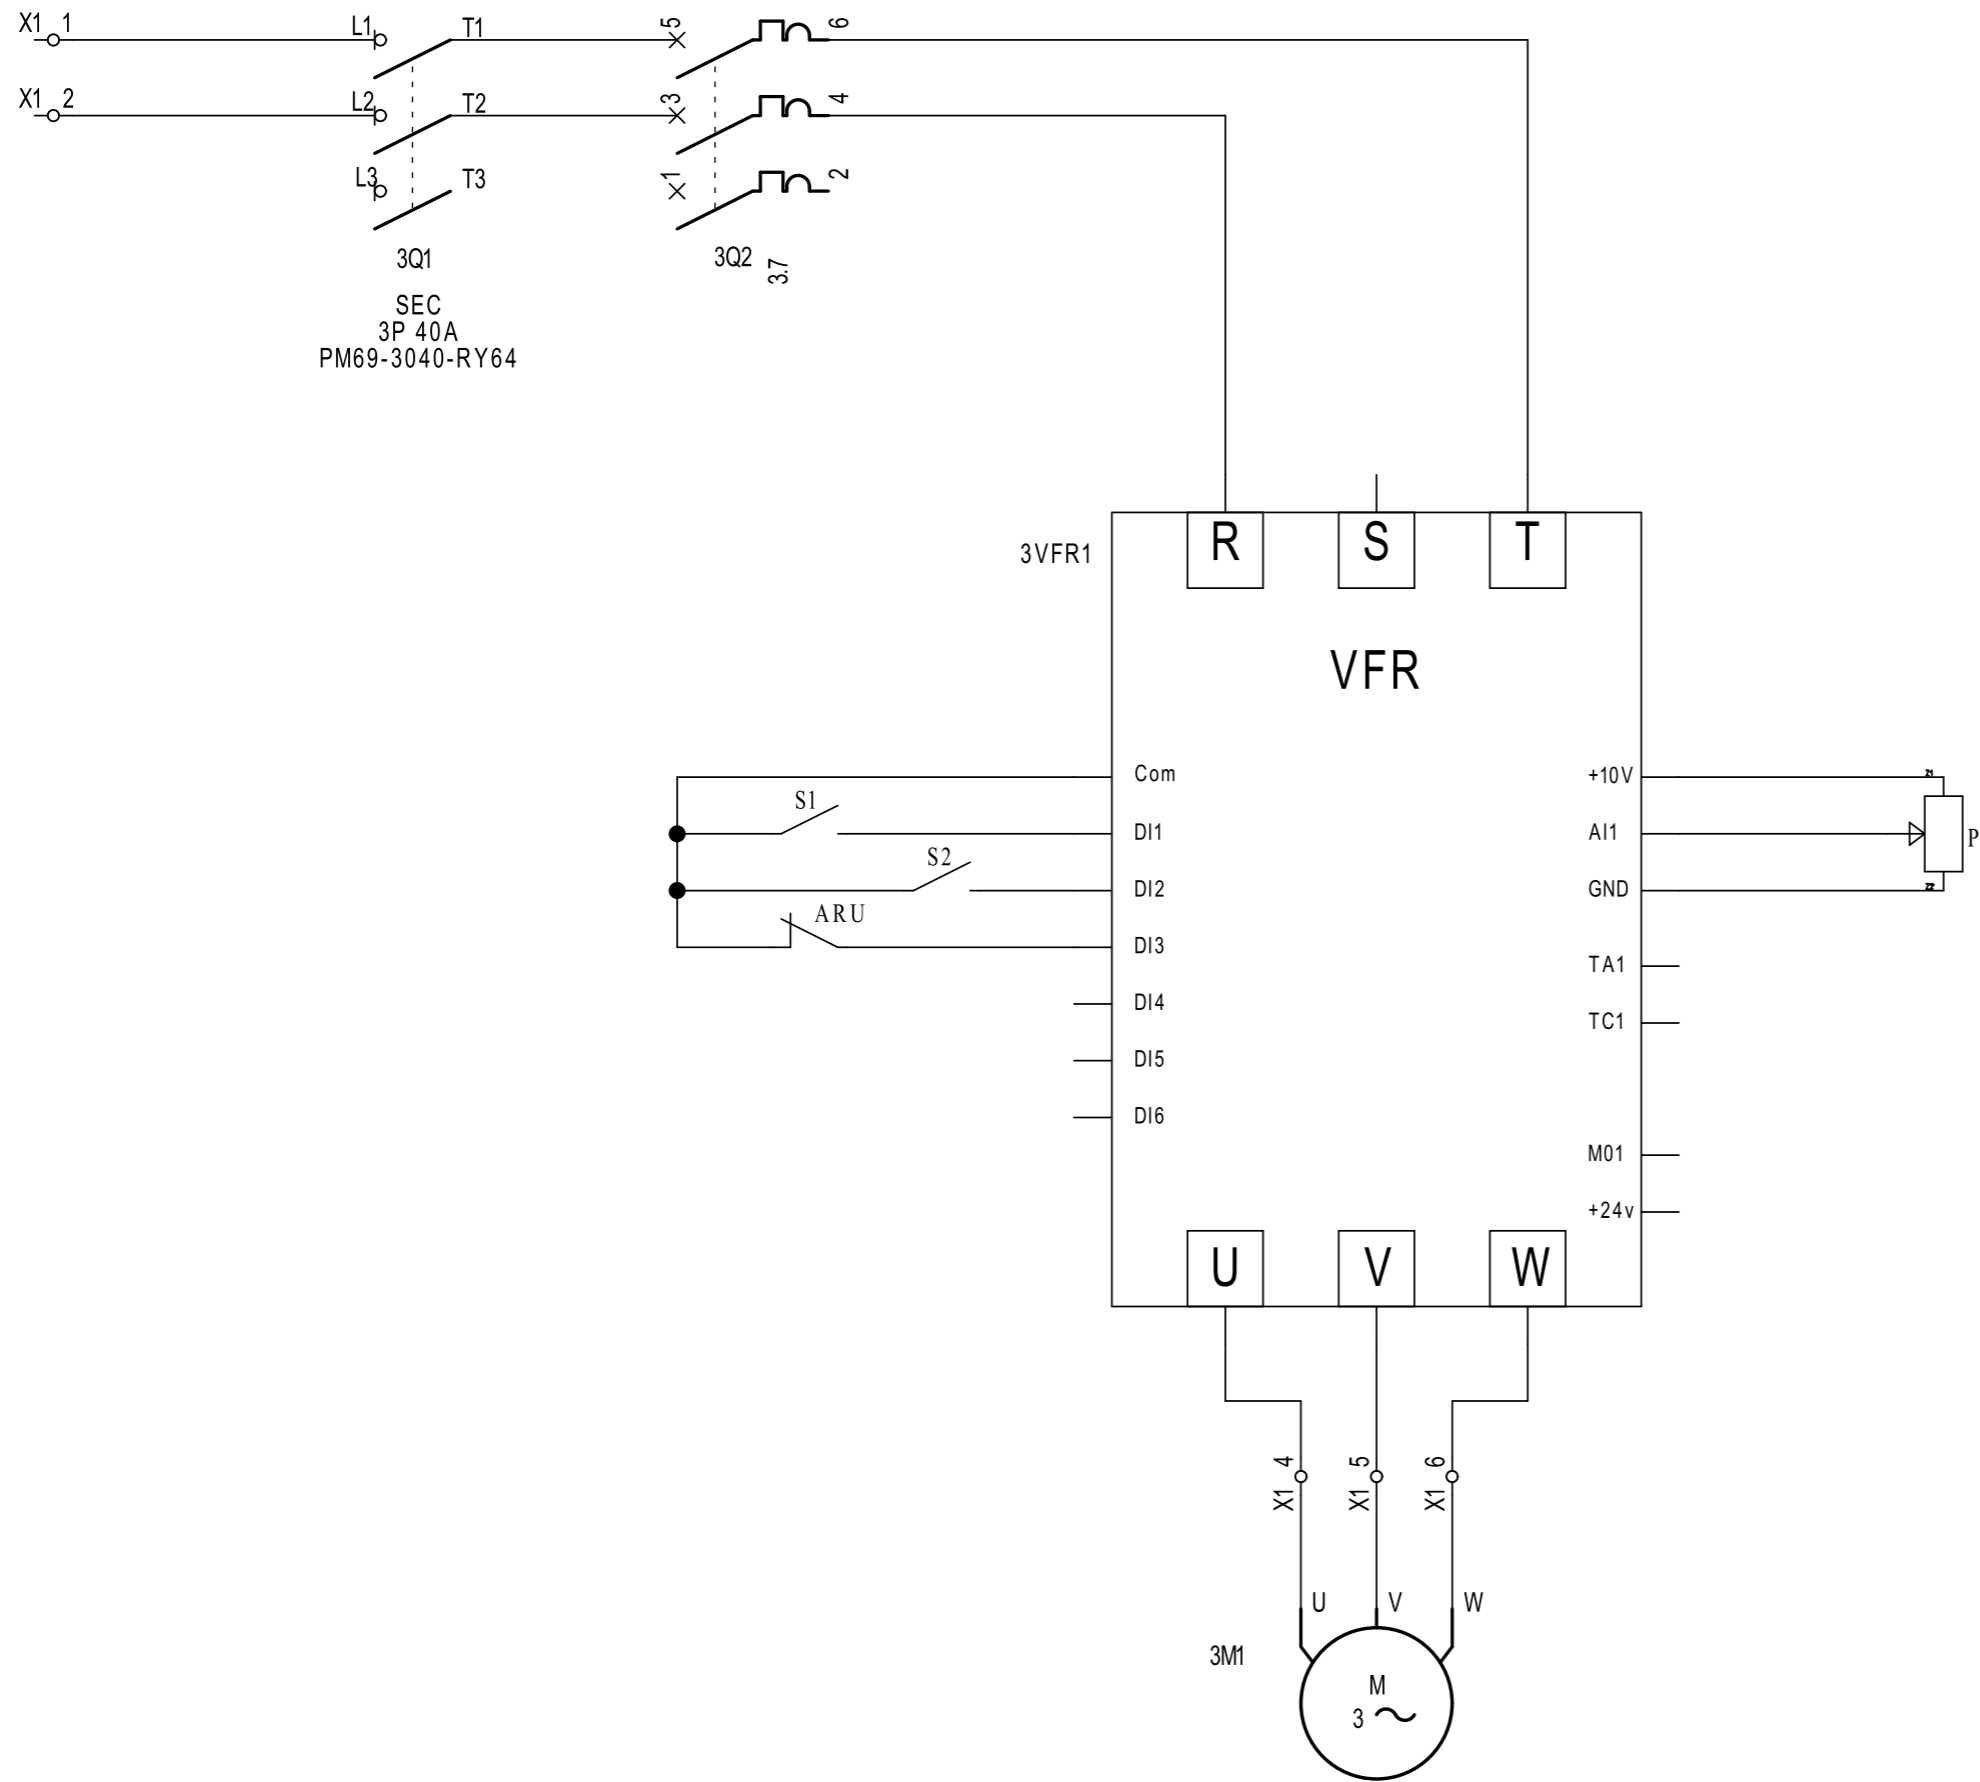 X1 1
L1
T1
5
6
X1 2
L2
T2
3
4
L3
T3
1
2
3Q1
3Q2
3.7
SEC
3P 40A
PM69-3040-RY64
3VFR1
R
S
T
VFR
Com
+10V
Z1
S1
DI1
AI1
P
S2
DI2
GND
Z2
ARU
DI3
TA1
DI4
TC1
DI5
DI6
M01
+24v
U
V
W
X1 4
X1 5
X1 6
U
V
W
3M1
M
3